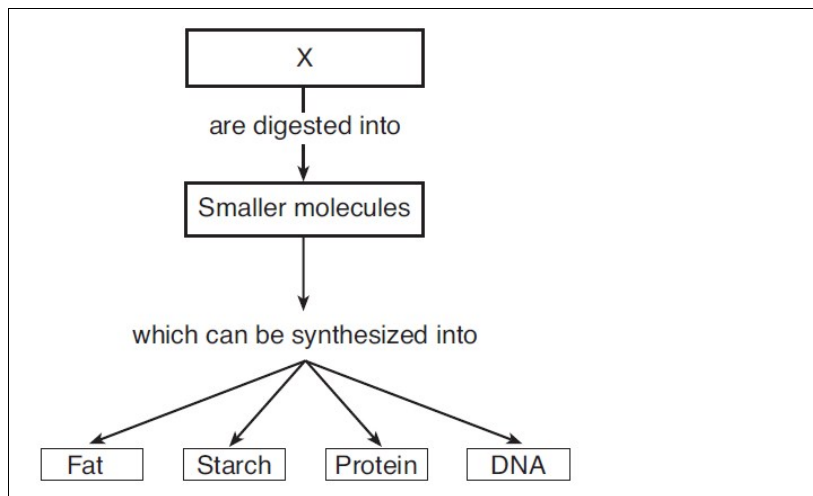 X
are digested into
Smaller molecules
which can be synthesized into
Fat Starch Protein DNA